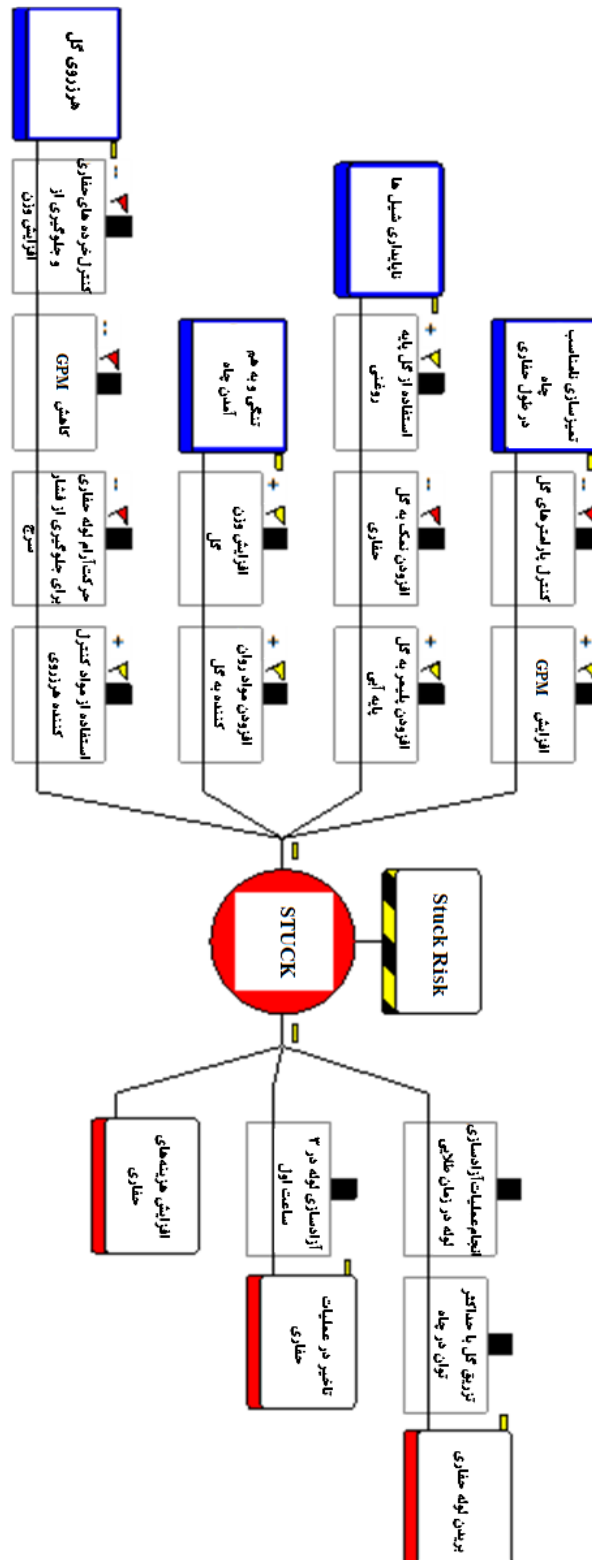 تمیزسازی نامناسب
چاه
در طول حفاری
کنترل پارامترهای گل
افزایش GPM
ناپایداری شیل ها
استفاده از گل پایه
روغنی
افزودن نمک به گل
حفاری
افزودن پلیمر به گل
پایه آبی
تنگی و به هم
آمدن چاه
افزایش وزن
گل
افزودن مواد روان
کننده به گل
هرزروی گل
کنترل خرده های حفاری
و جلوگیری از
افزایش وزن
کاهش GPM
حرکت آرام لوله حفاری
برای جلوگیری از فشار
سرج
استفاده از مواد کنترل
کننده هرزروی
Stuck Risk
STUCK
انجام عملیات آزادسازی
لوله در زمان طلایی
تزریق گل با حداکثر
توان در چاه
بریدن لوله حفاری
آزادسازی لوله در ۳
ساعت اول
تاخیر در عملیات
حفاری
افزایش هزینه‌های
حفاری